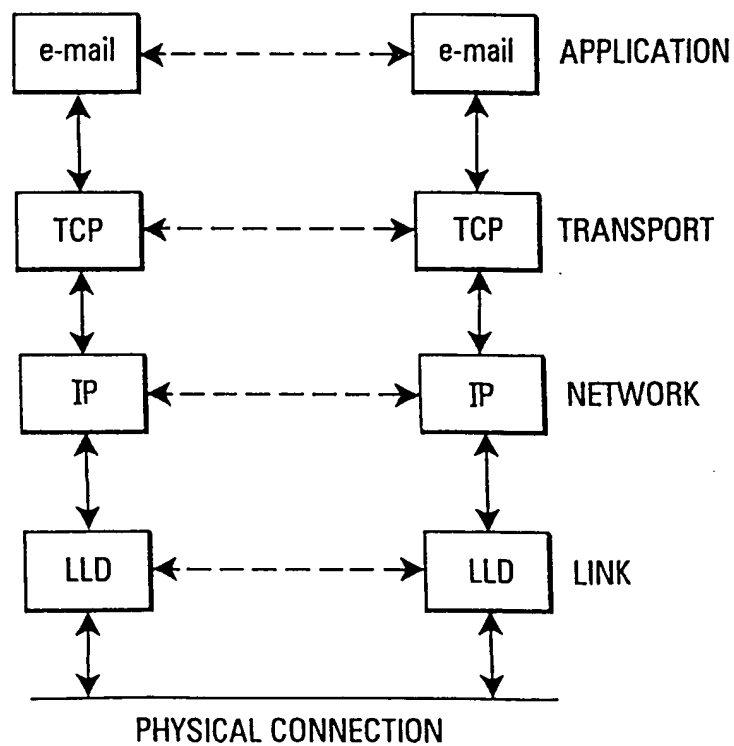 e-mail e-mail APPLICATION
TCP TCP TRANSPORT
IP IP NETWORK
LLD LLD LINK
PHYSICAL CONNECTION